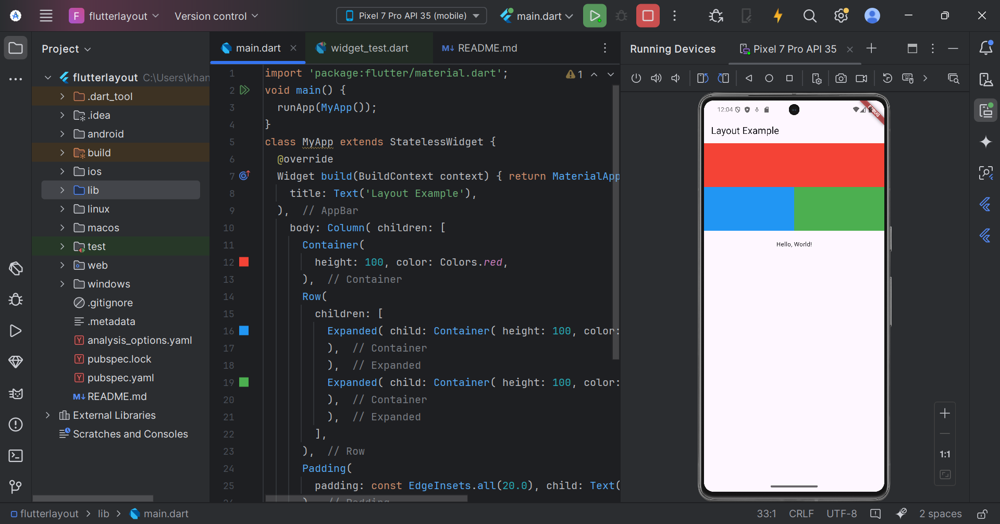 F flutterlayout Version control Pixel 7 Pro API 35 (mobile) main.dart
Project
flutterlayout C:\Users\khan
.dart_tool
.idea
android
build
ios
lib
linux
macos
test
web
windows
.gitignore
.metadata
Y analysis_options.yaml
Y pubspec.lock
Y pubspec.yaml
M↓ README.md
External Libraries
Scratches and Consoles
main.dart widget_test.dart M↓ README.md
1 import 'package:flutter/material.dart'; 1
2 void main() {
3 runApp(MyApp());
4 }
5 class MyApp extends StatelessWidget {
6 @override
7 Widget build(BuildContext context) { return MaterialApp
8 title: Text('Layout Example'),
9 ), // AppBar
10 body: Column( children: [
11 Container(
12 height: 100, color: Colors.red,
13 ), // Container
14 Row(
15 children: [
16 Expanded( child: Container( height: 100, color:
17 ), // Container
18 ), // Expanded
19 Expanded( child: Container( height: 100, color:
20 ), // Container
21 ), // Expanded
22 ],
23 ), // Row
24 Padding(
25 padding: const EdgeInsets.all(20.0), child: Text(
26 ) // Padding
Running Devices Pixel 7 Pro API 35
12:04
DEBUG
Layout Example
Hello, World!
1:1
flutterlayout > lib > main.dart
33:1 CRLF UTF-8 2 spaces